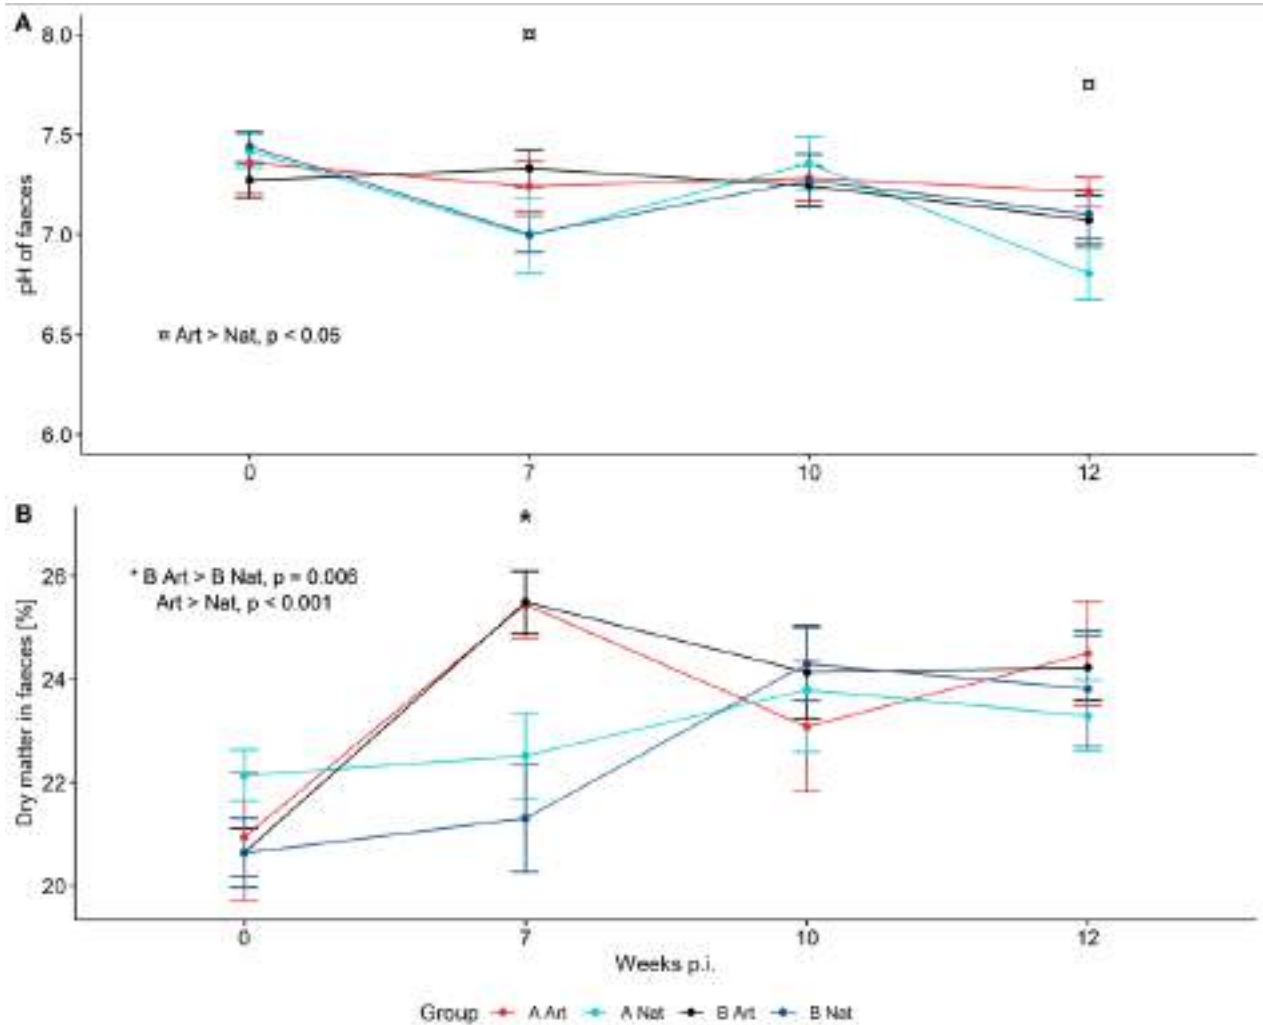 A
8.0
7.5
7.0
6.5
6.0
pH of faeces
¤ Art > Nat, p < 0.05
0 7 10 12
B
*
26
24
22
20
Dry matter in faeces [%]
* B Art > B Nat, p = 0.006
Art > Nat, p < 0.001
0 7 10 12
Weeks p.i.
Group A Art A Nat B Art B Nat